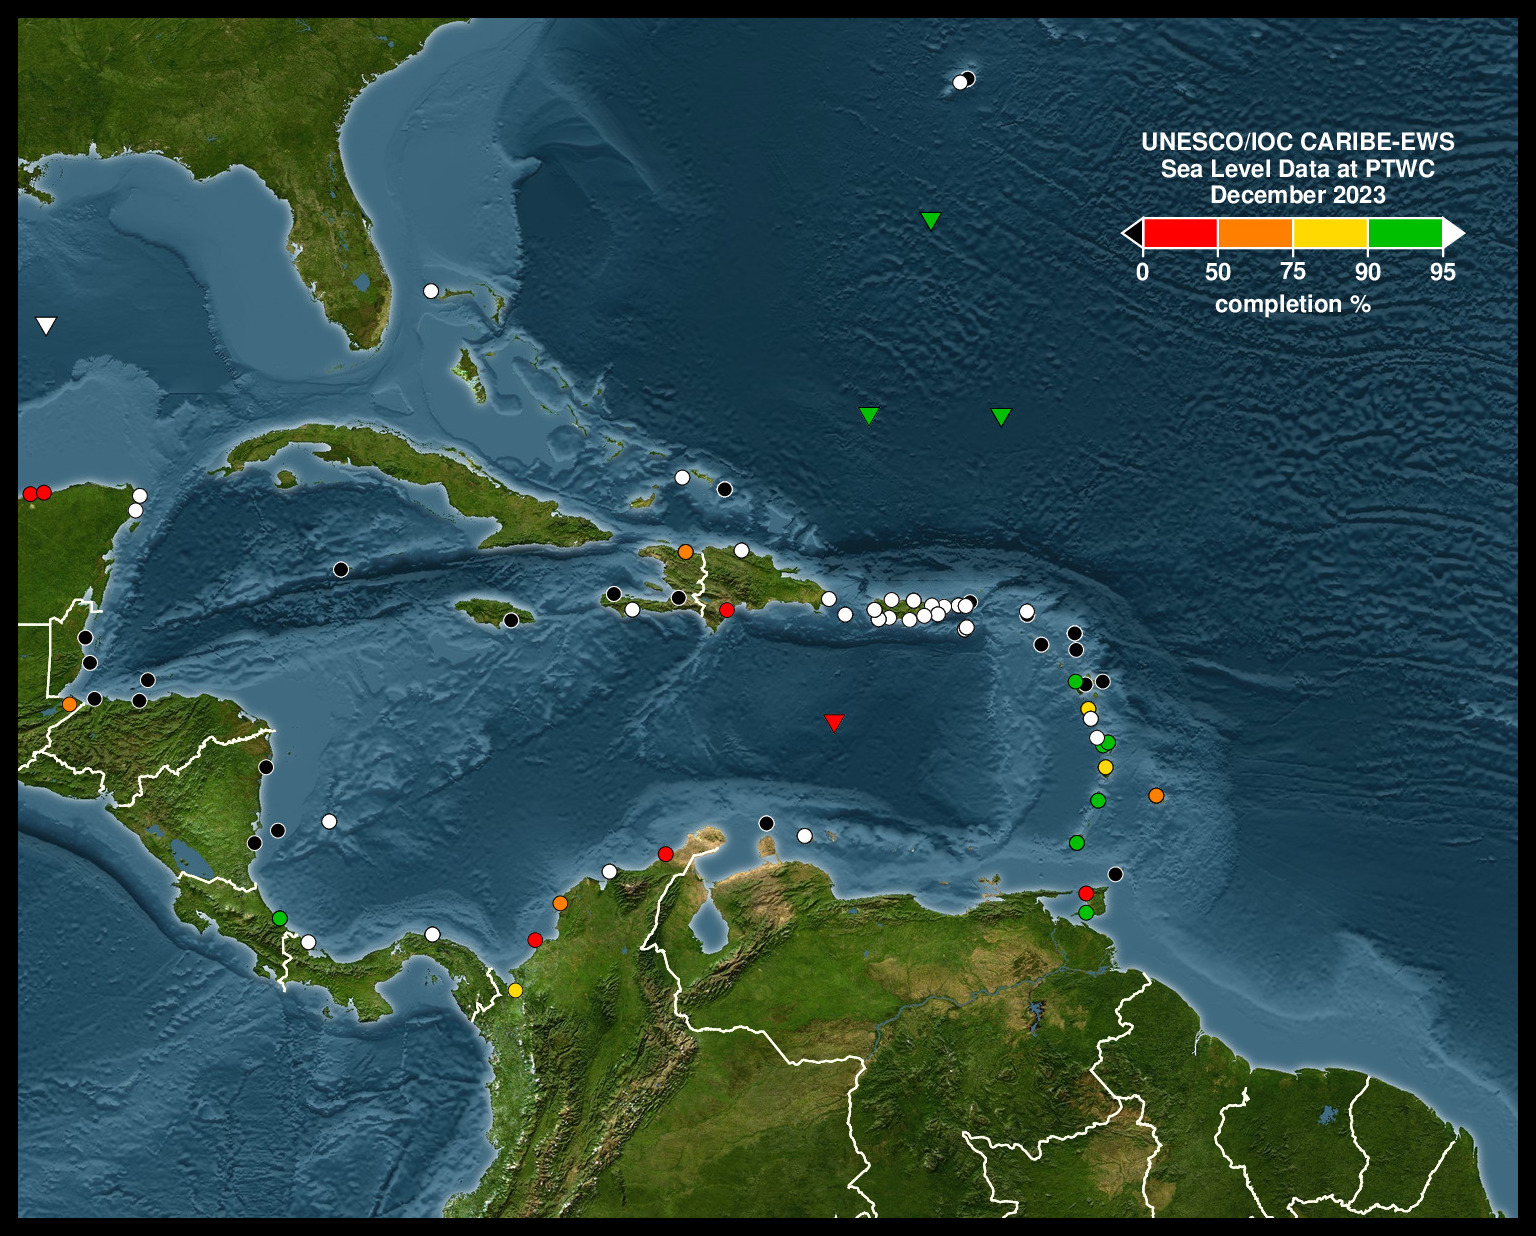 UNESCO/IOC CARIBE-EWS
Sea Level Data at PTWC
December 2023
0 50 75 90 95
completion %